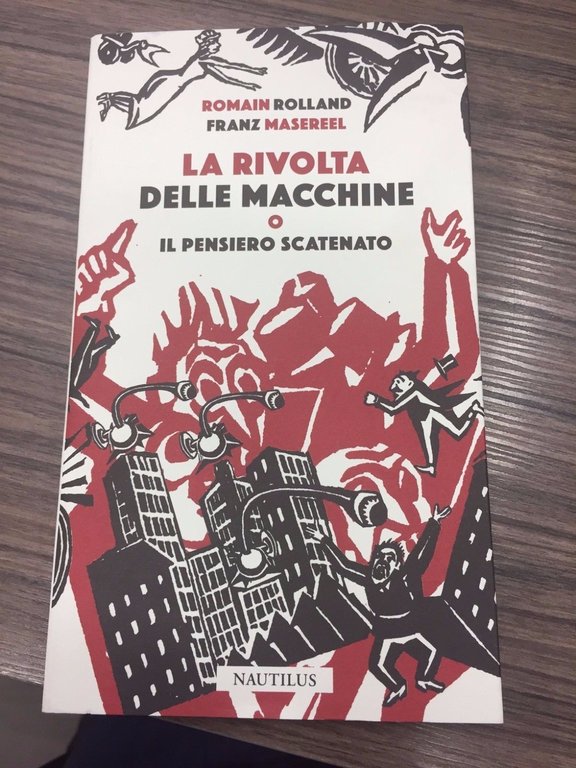 ROMAIN ROLLAND
FRANZ MASEREEL
LA RIVOLTA
DELLE MACCHINE
O
IL PENSIERO SCATENATO
NAUTILUS